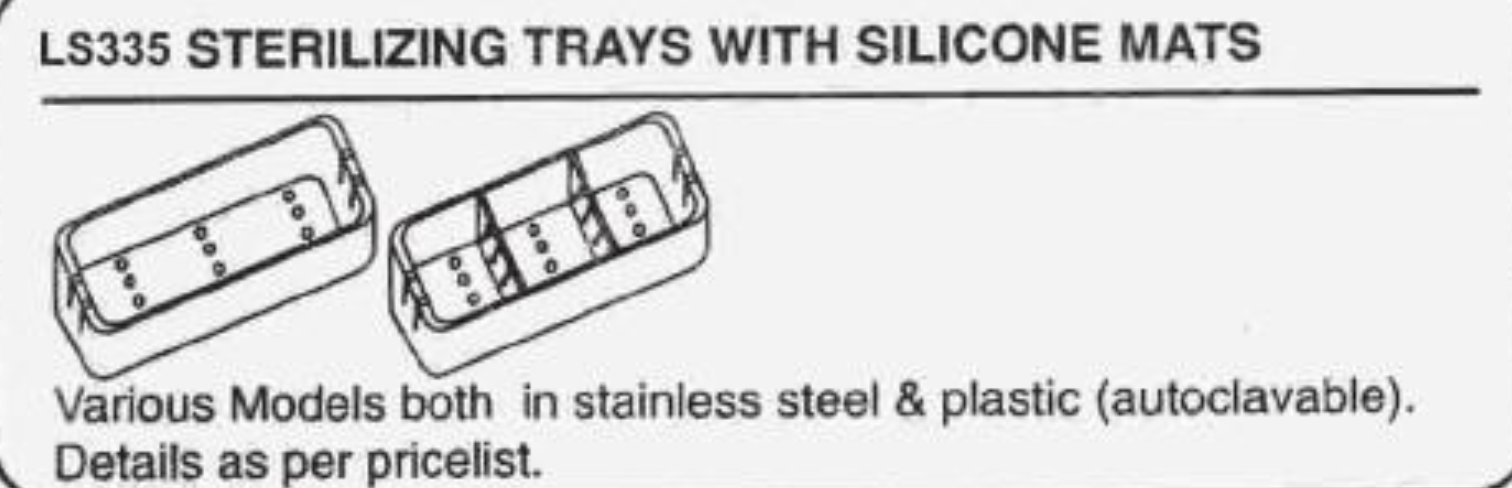 LS335 STERILIZING TRAYS WITH SILICONE MATS
Various Models both in stainless steel & plastic (autoclavable).
Details as per pricelist.